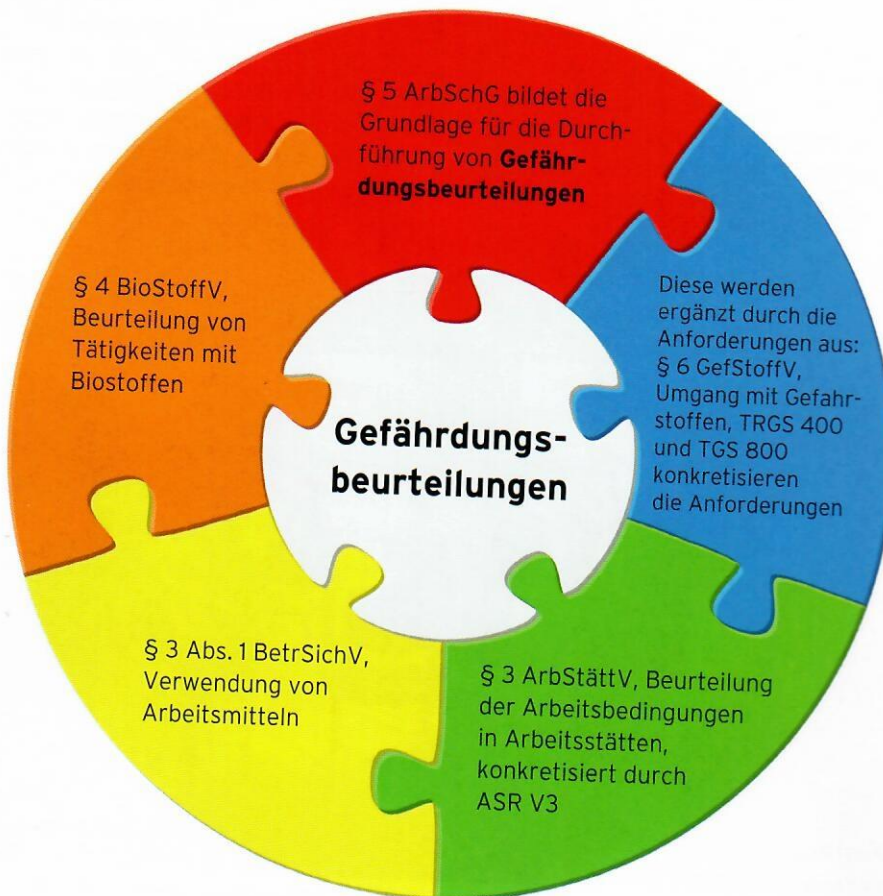 § 5 ArbSchG bildet die
Grundlage für die Durch-
führung von Gefähr-
dungsbeurteilungen
Diese werden
ergänzt durch die
Anforderungen aus:
§ 6 GefStoffV,
Umgang mit Gefahr-
stoffen, TRGS 400
und TGS 800
konkretisieren
die Anforderungen
§ 3 ArbStättV, Beurteilung
der Arbeitsbedingungen
in Arbeitsstätten,
konkretisiert durch
ASR V3
§ 3 Abs. 1 BetrSichV,
Verwendung von
Arbeitsmitteln
§ 4 BioStoffV,
Beurteilung von
Tätigkeiten mit
Biostoffen
Gefährdungs-
beurteilungen